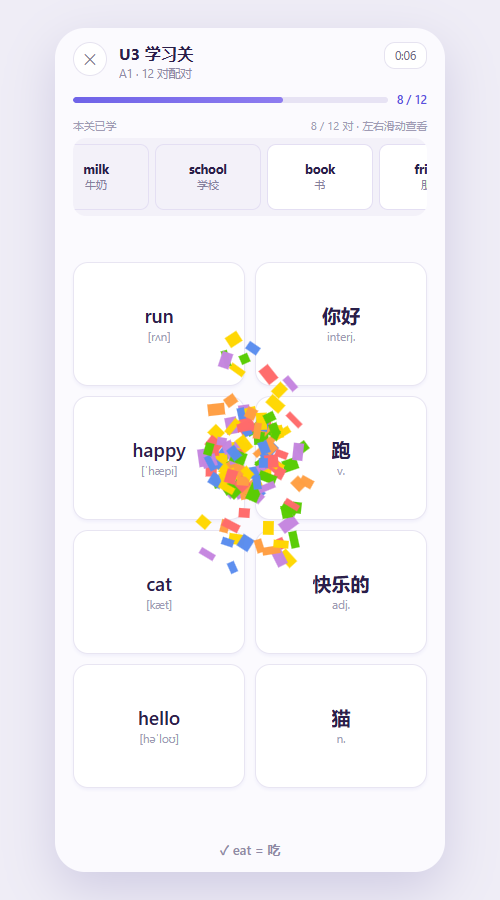 U3 学习关
A1 · 12 对配对
0:06
8 / 12
本关已学
8 / 12 对 · 左右滑动查看
milk
牛奶
school
学校
book
书
fri
run
[rʌn]
你好
interj.
happy
[ˈhæpi]
跑
v.
cat
[kæt]
快乐的
adj.
hello
[həˈloʊ]
猫
n.
✓ eat = 吃